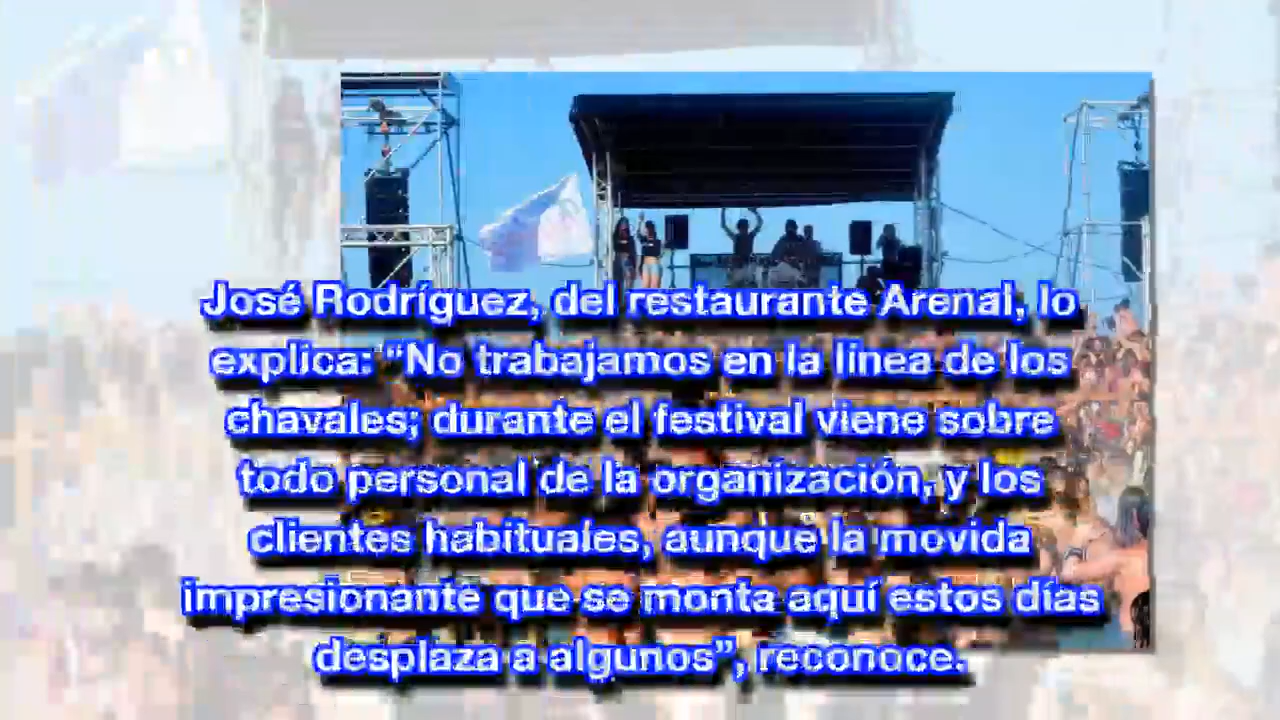 José Rodríguez, del restaurante Arenal, lo
explica: “No trabajamos en la línea de los
chavales; durante el festival viene sobre
todo personal de la organización, y los
clientes habituales, aunque la movida
impresionante que se monta aquí estos días
desplaza a algunos”, reconoce.